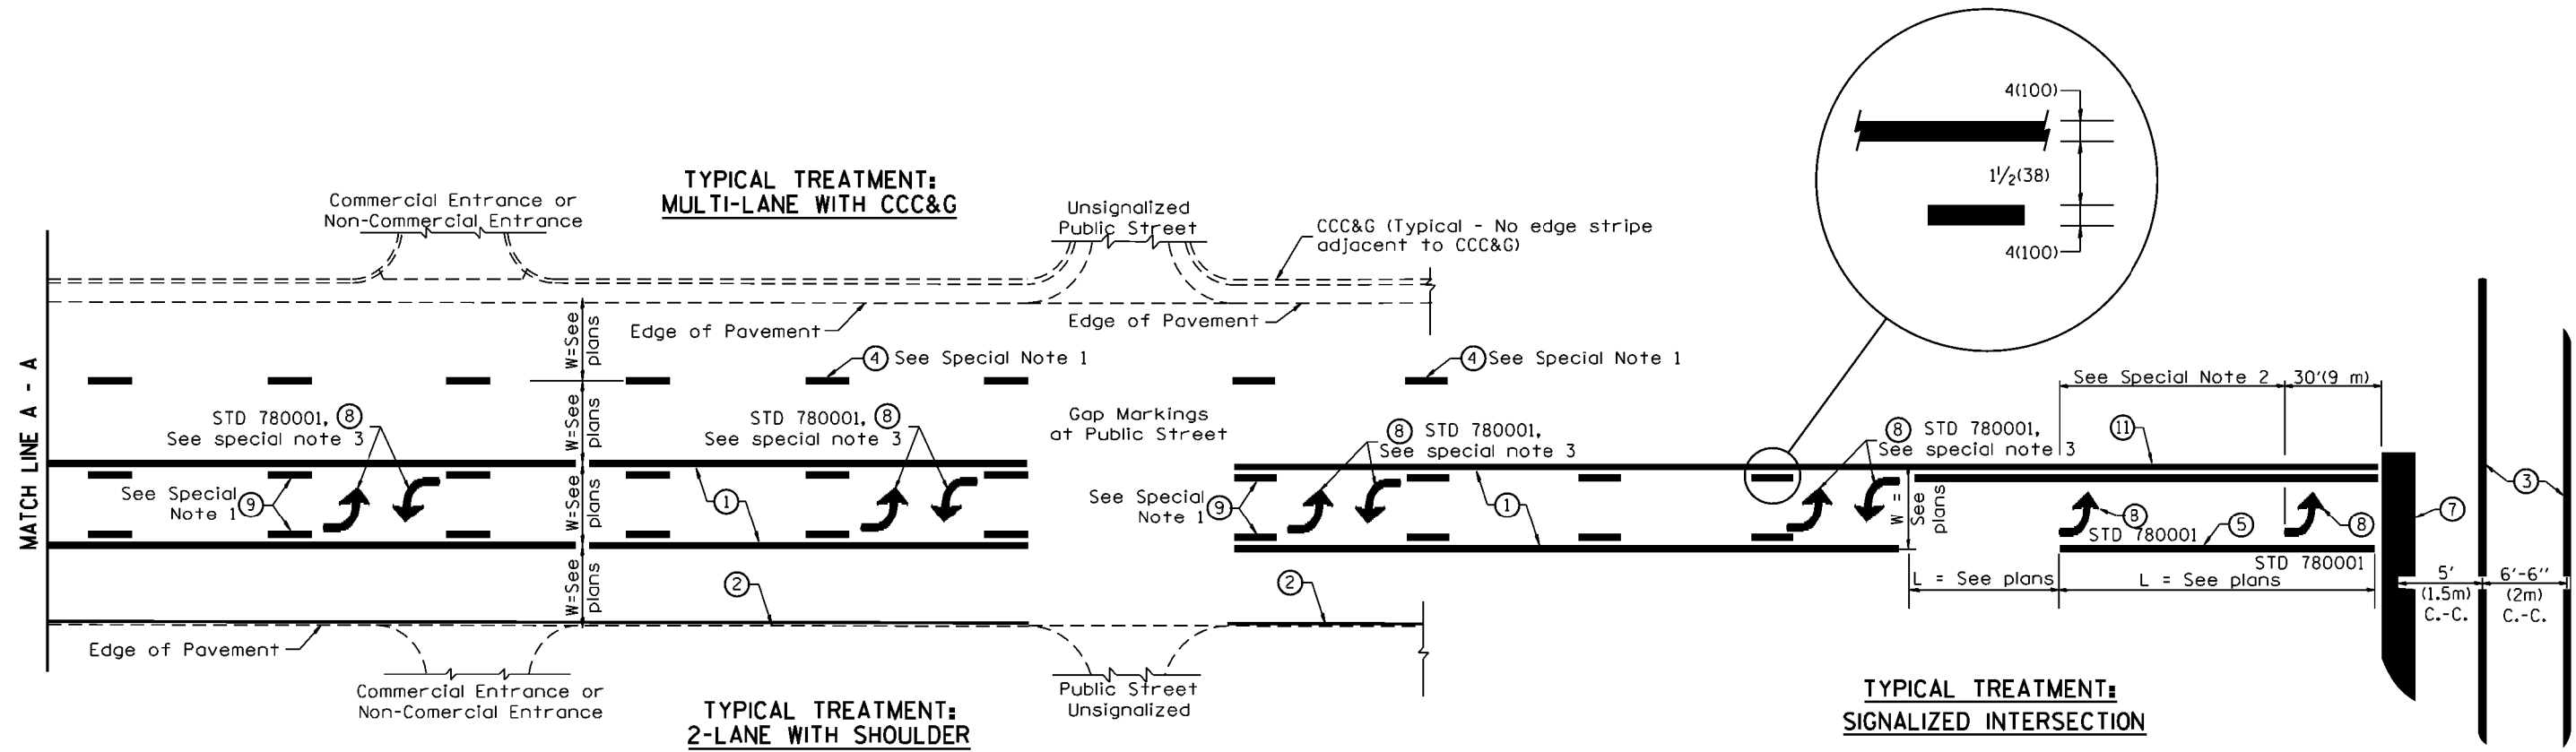 TYPICAL TREATMENT:
MULTI-LANE WITH CCC&G
Commercial Entrance or
Non-Commercial Entrance
Unsignalized
Public Street
CCC&G (Typical - No edge stripe
adjacent to CCC&G)
4(100)
1½(38)
4(100)
Edge of Pavement
Edge of Pavement
W=See
plans
4 See Special Note 1
4 See Special Note 1
MATCH LINE A - A
STD 780001, 8
See special note 3
W=See
plans
STD 780001, 8
See special note 3
Gap Markings
at Public Street
8 STD 780001,
See special note 3
8 STD 780001,
See special note 3
See Special Note 2
30'(9 m)
11
See Special
Note 1 9
W=See
plans
1
See Special
Note 1 9
1
W =
See
plans
8
STD 780001
5
8
STD 780001
7
3
W=See
plans
2
2
L = See plans
L = See plans
5'
(1.5m)
C.-C.
6'-6"
(2m)
C.-C.
Edge of Pavement
Commercial Entrance or
Non-Comercial Entrance
Public Street
Unsignalized
TYPICAL TREATMENT:
2-LANE WITH SHOULDER
TYPICAL TREATMENT:
SIGNALIZED INTERSECTION